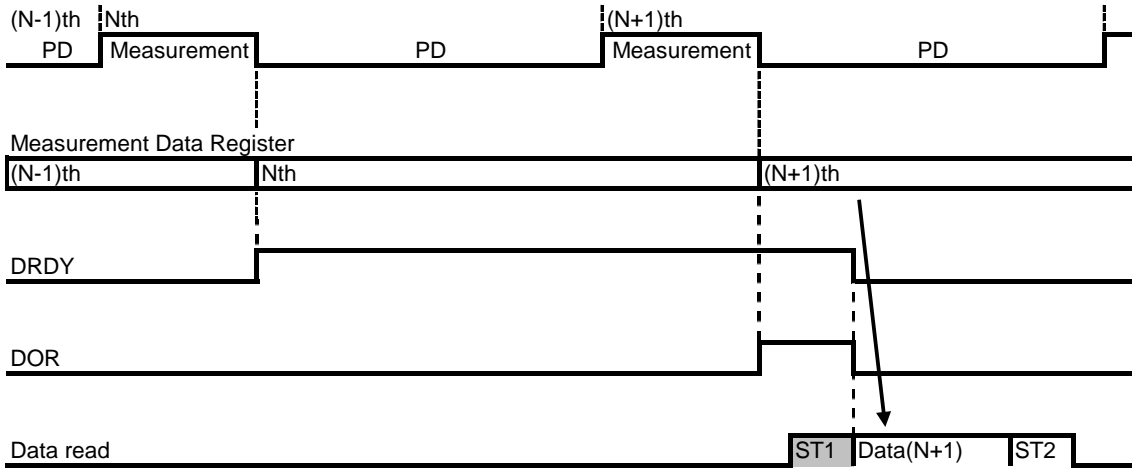 (N-1)th Nth (N+1)th
PD Measurement PD Measurement PD
Measurement Data Register
(N-1)th Nth (N+1)th
DRDY
DOR
Data read ST1 Data(N+1) ST2